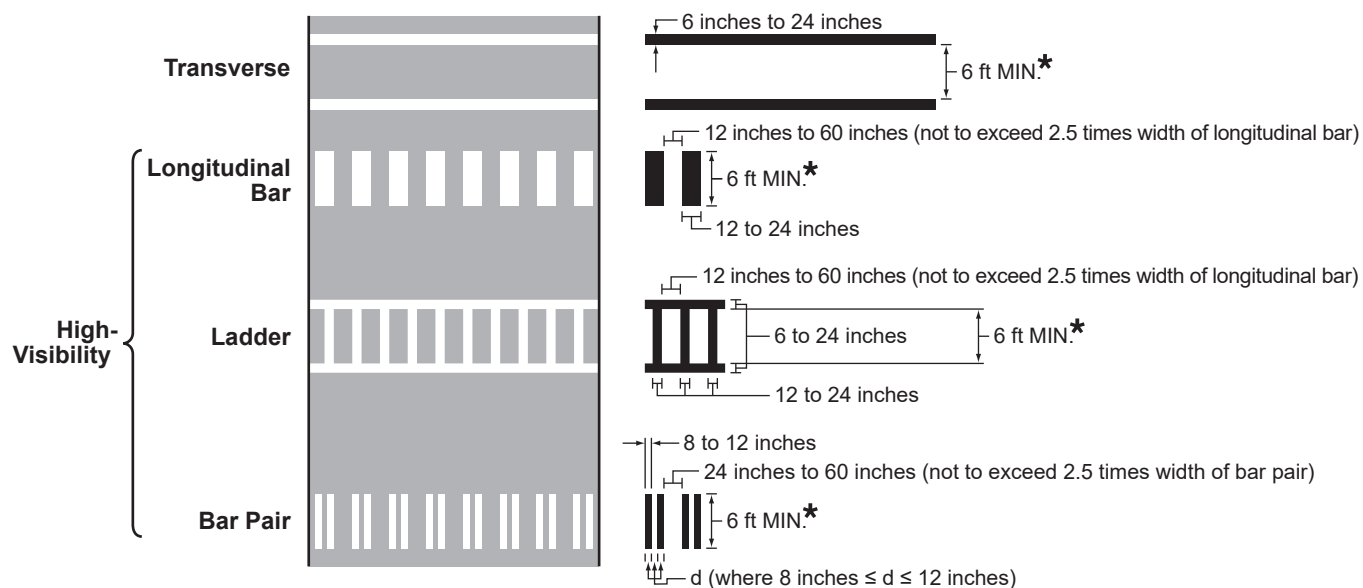 6 inches to 24 inches
Transverse
6 ft MIN.*
12 inches to 60 inches (not to exceed 2.5 times width of longitudinal bar)
Longitudinal
Bar
6 ft MIN.*
12 to 24 inches
12 inches to 60 inches (not to exceed 2.5 times width of longitudinal bar)
High-
Visibility
Ladder
6 to 24 inches
6 ft MIN.*
12 to 24 inches
8 to 12 inches
24 inches to 60 inches (not to exceed 2.5 times width of bar pair)
Bar Pair
6 ft MIN.*
d (where 8 inches ≤ d ≤ 12 inches)